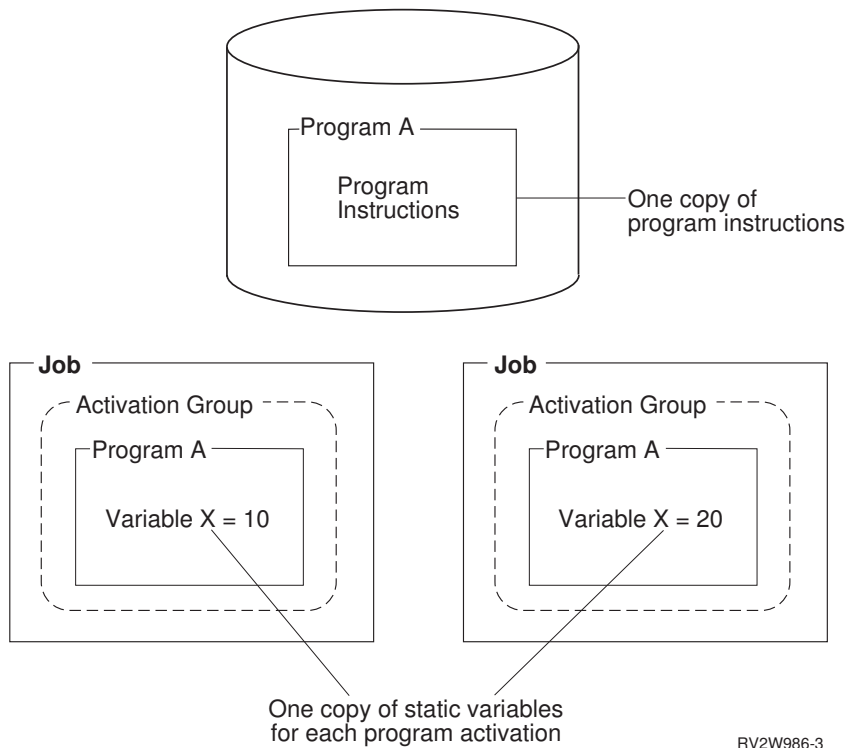 Program A
Program
Instructions
One copy of
program instructions
Job
Activation Group
Program A
Variable X = 10
Job
Activation Group
Program A
Variable X = 20
One copy of static variables
for each program activation
RV2W986-3